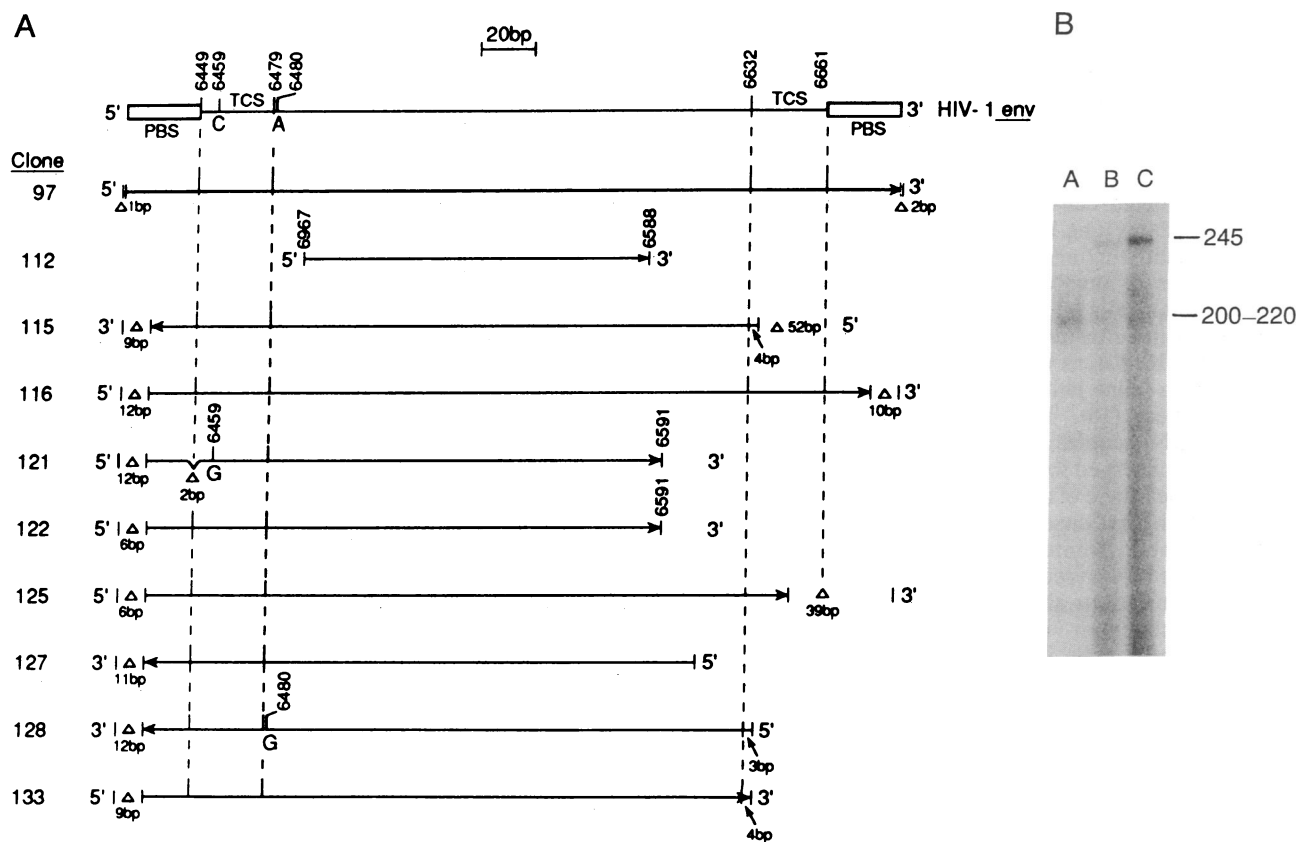 A
B
20bp
6449
6459
6479
6480
6632
6661
TCS
TCS
5'
3'
HIV-1 env
PBS
C
A
PBS
Clone
97
5'
3'
△1bp
△2bp
112
6967
6588
5'
3'
115
3'
△
△ 52bp
5'
9bp
4bp
116
5'
△
△
3'
12bp
10bp
6459
6591
121
5'
△
3'
12bp
△
G
2bp
6591
122
5'
△
3'
6bp
125
5'
△
△
3'
6bp
39bp
127
3'
△
5'
11bp
6480
128
3'
△
5'
12bp
G
3bp
133
5'
△
3'
9bp
4bp
A B C
245
200–220